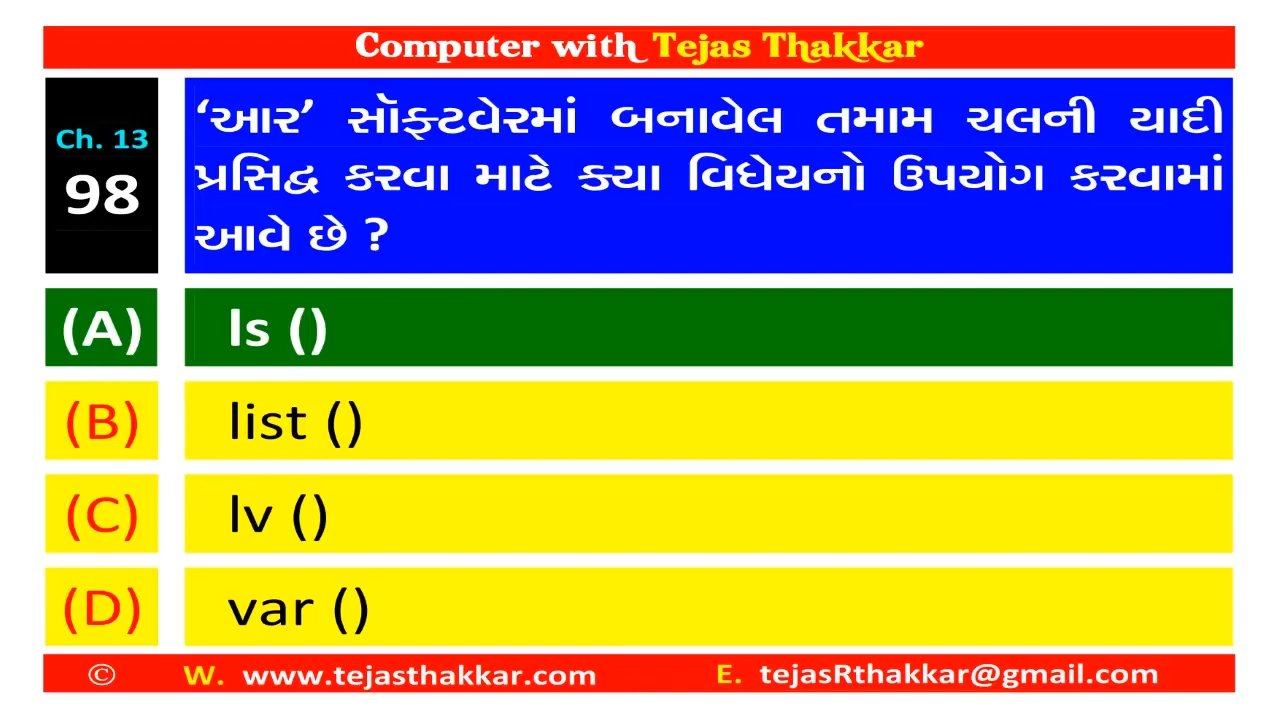 Computer with Tejas Thakkar
Ch. 13
98
‘આર’ સૉફ્ટવેરમાં બનાવેલ તમામ ચલની યાદી
પ્રસિદ્ધ કરવા માટે ક્યા વિધેયનો ઉપયોગ કરવામાં
આવે છે ?
(A) ls ()
(B) list ()
(C) lv ()
(D) var ()
© W. www.tejasthakkar.com E. tejasRthakkar@gmail.com